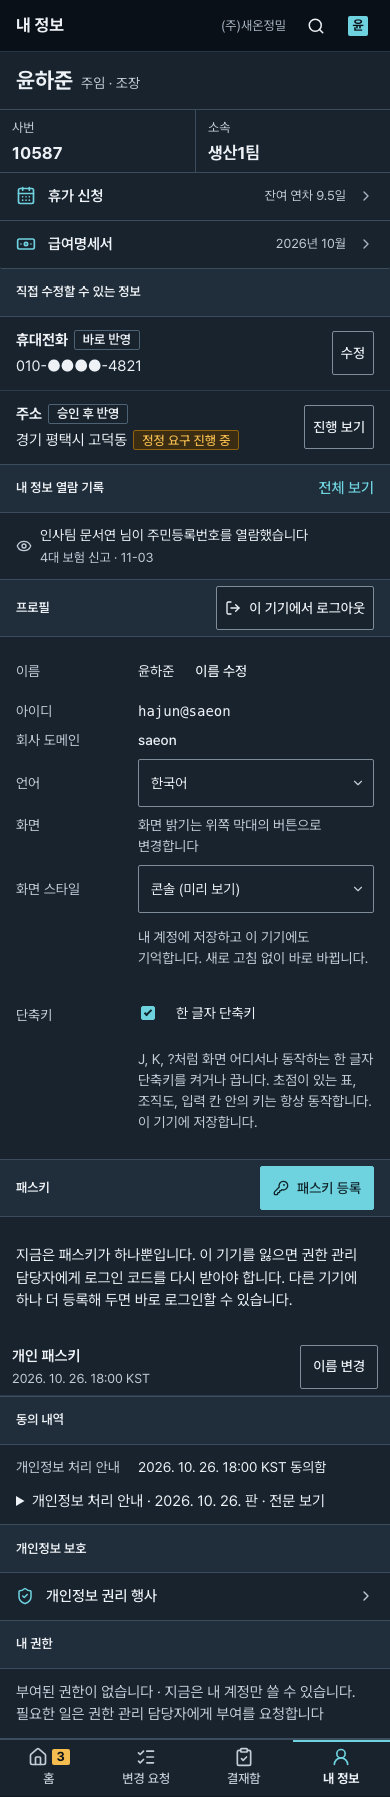 내 정보
(주)새온정밀
윤
윤하준 주임 · 조장
사번
10587
소속
생산1팀
휴가 신청
잔여 연차 9.5일
급여명세서
2026년 10월
직접 수정할 수 있는 정보
휴대전화 바로 반영
010-●●●●-4821
수정
주소 승인 후 반영
경기 평택시 고덕동 정정 요구 진행 중
진행 보기
내 정보 열람 기록
전체 보기
인사팀 문서연 님이 주민등록번호를 열람했습니다
4대 보험 신고 · 11-03
프로필
이 기기에서 로그아웃
이름
윤하준
이름 수정
아이디
hajun@saeon
회사 도메인
saeon
언어
한국어
화면
화면 밝기는 위쪽 막대의 버튼으로
변경합니다
화면 스타일
콘솔 (미리 보기)
내 계정에 저장하고 이 기기에도
기억합니다. 새로 고침 없이 바로 바뀝니다.
단축키
한 글자 단축키
J, K, ?처럼 화면 어디서나 동작하는 한 글자
단축키를 켜거나 끕니다. 초점이 있는 표,
조직도, 입력 칸 안의 키는 항상 동작합니다.
이 기기에 저장합니다.
패스키
패스키 등록
지금은 패스키가 하나뿐입니다. 이 기기를 잃으면 권한 관리
담당자에게 로그인 코드를 다시 받아야 합니다. 다른 기기에
하나 더 등록해 두면 바로 로그인할 수 있습니다.
개인 패스키
2026. 10. 26. 18:00 KST
이름 변경
동의 내역
개인정보 처리 안내
2026. 10. 26. 18:00 KST 동의함
개인정보 처리 안내 · 2026. 10. 26. 판 · 전문 보기
개인정보 보호
개인정보 권리 행사
내 권한
부여된 권한이 없습니다 · 지금은 내 계정만 쓸 수 있습니다.
필요한 일은 권한 관리 담당자에게 부여를 요청합니다
3
홈
변경 요청
결재함
내 정보